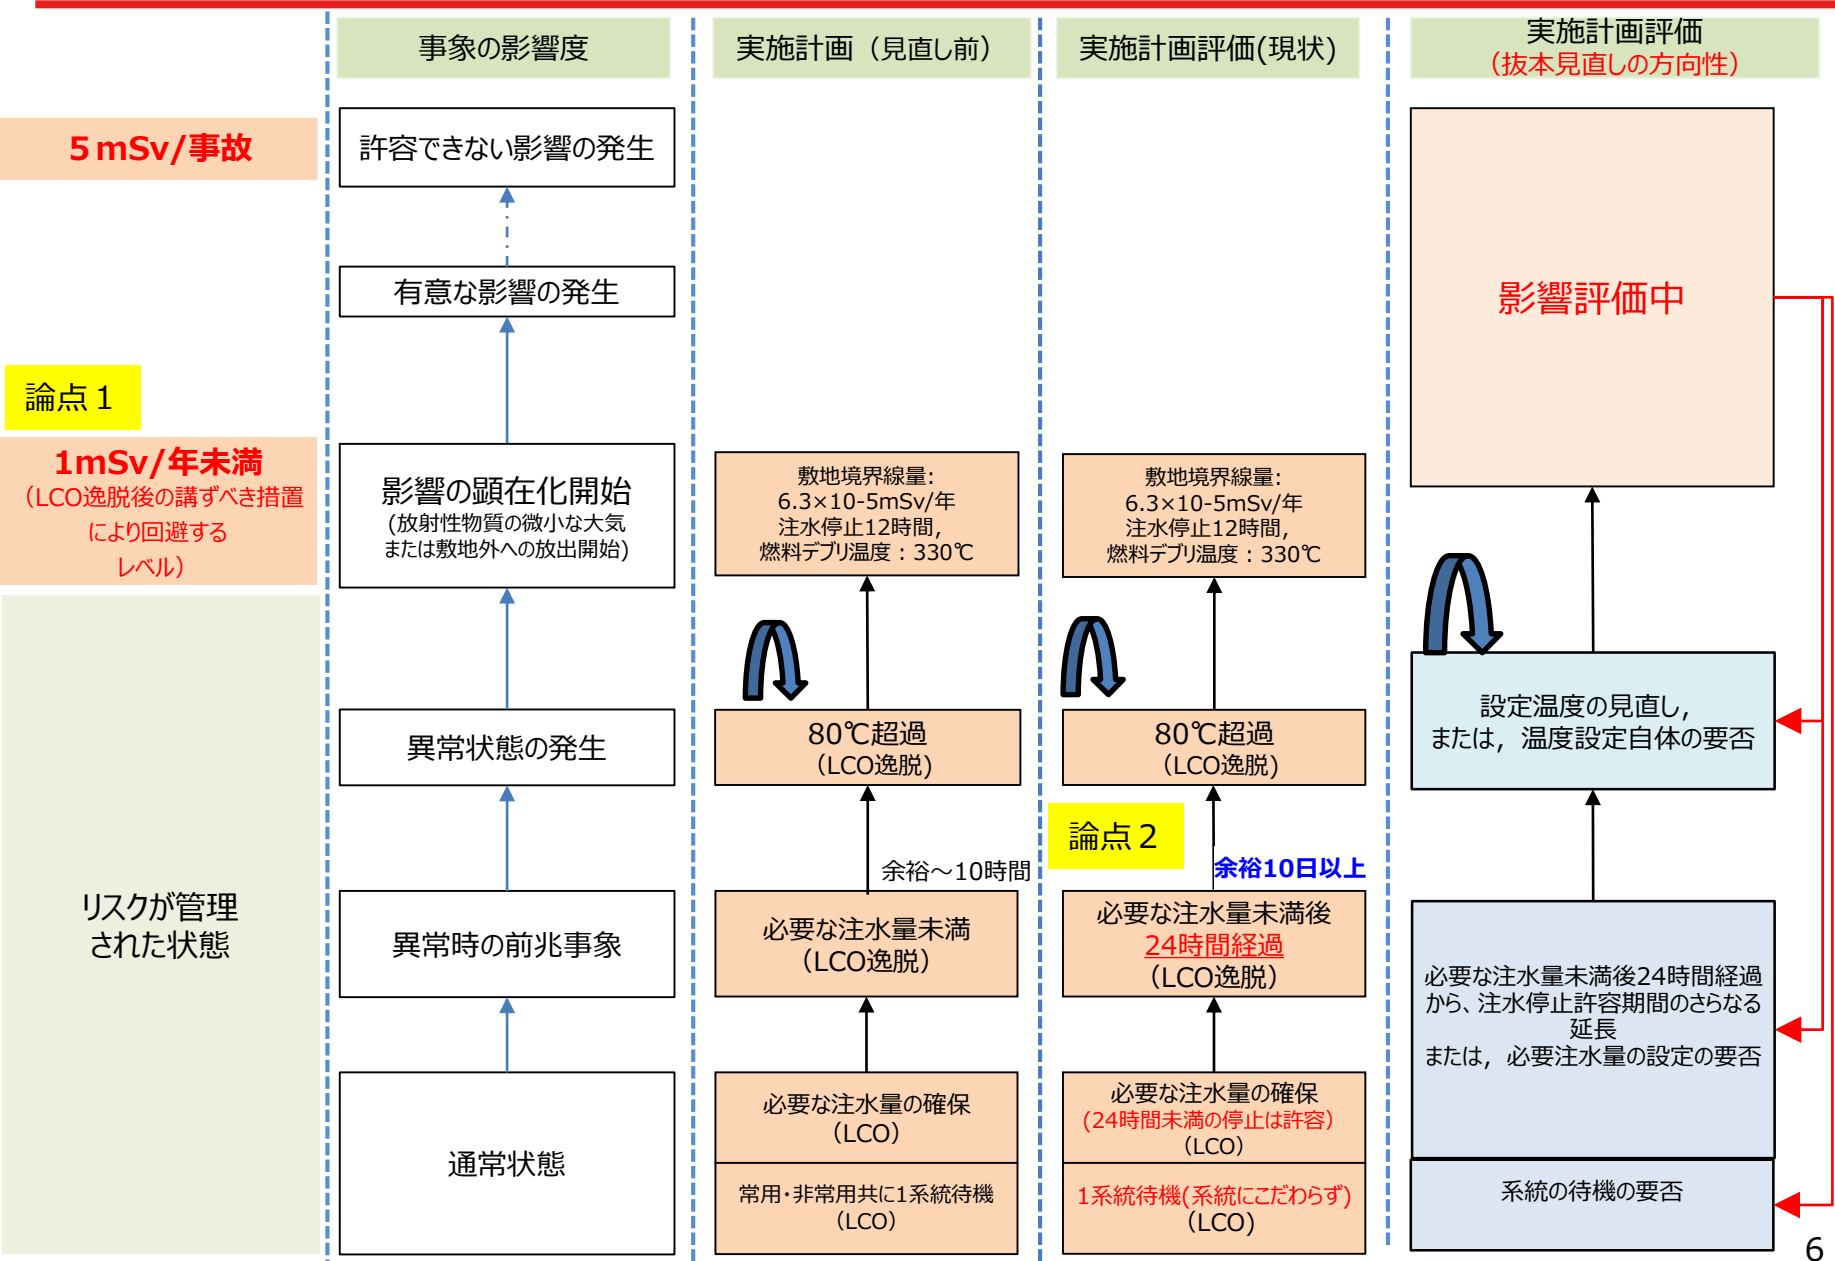 事象の影響度
実施計画（見直し前）
実施計画評価(現状)
実施計画評価
（抜本見直しの方向性）
５mSv/事故
論点１
1mSv/年未満
（LCO逸脱後の講ずべき措置
により回避する
レベル）
リスクが管理
された状態
許容できない影響の発生
有意な影響の発生
影響の顕在化開始
(放射性物質の微小な大気
または敷地外への放出開始)
異常状態の発生
異常時の前兆事象
通常状態
敷地境界線量:
6.3×10-5mSv/年
注水停止12時間,
燃料デブリ温度：330℃
80℃超過
（LCO逸脱)
余裕～10時間
必要な注水量未満
（LCO逸脱）
必要な注水量の確保
（LCO）
常用・非常用共に1系統待機
（LCO）
敷地境界線量:
6.3×10-5mSv/年
注水停止12時間,
燃料デブリ温度：330℃
80℃超過
（LCO逸脱)
論点２
余裕10日以上
必要な注水量未満後
24時間経過
（LCO逸脱）
必要な注水量の確保
(24時間未満の停止は許容）
（LCO）
1系統待機(系統にこだわらず)
（LCO)
影響評価中
設定温度の見直し，
または，温度設定自体の要否
必要な注水量未満後24時間経過
から、注水停止許容期間のさらなる
延長
または，必要注水量の設定の要否
系統の待機の要否
6